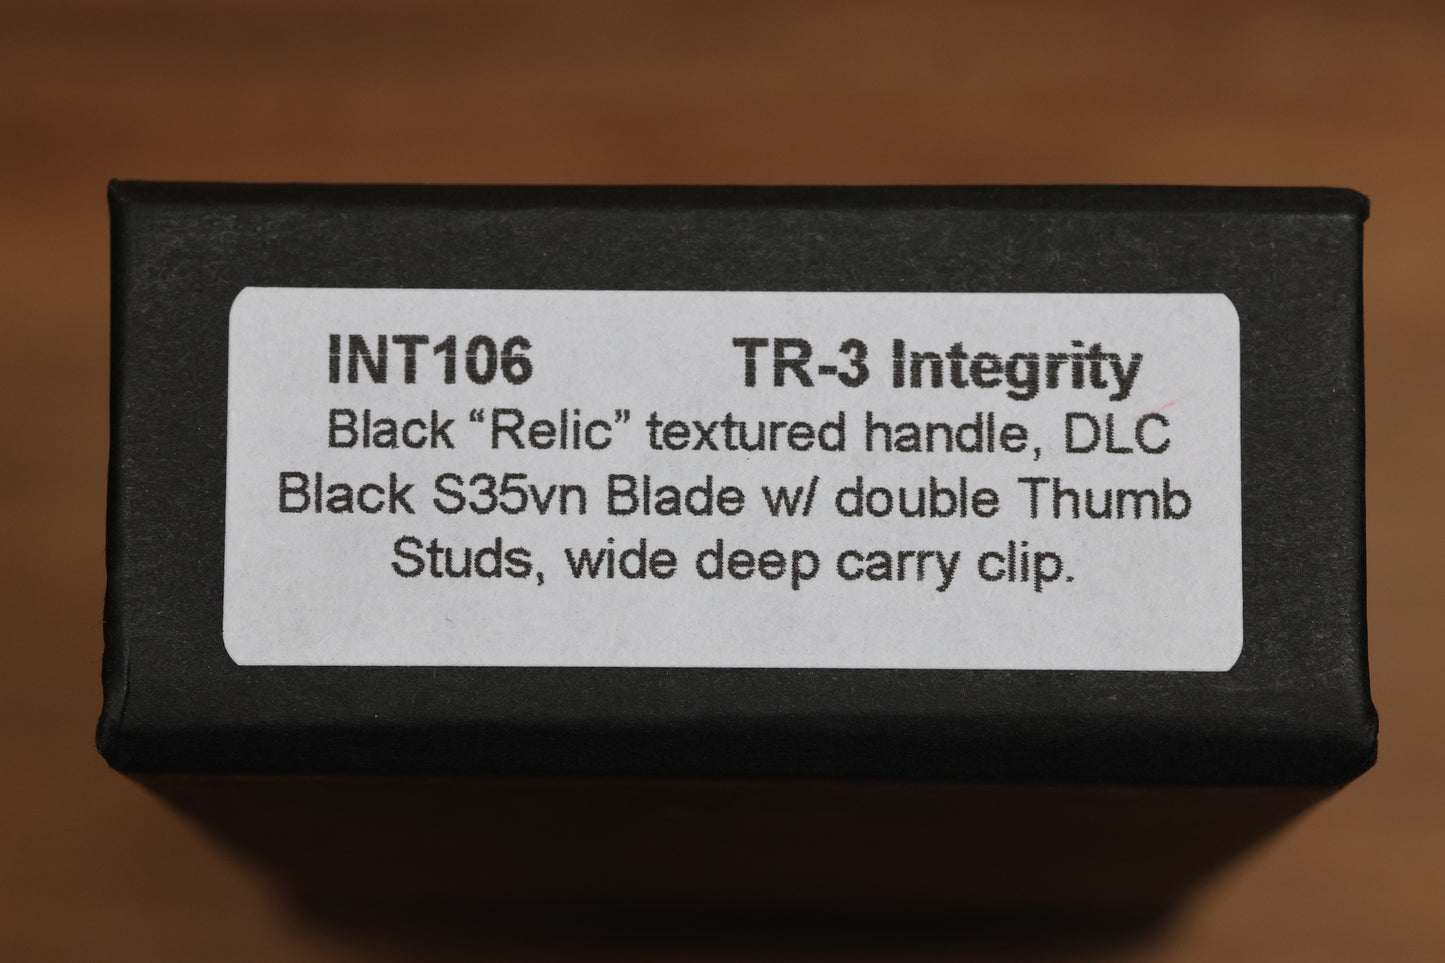 INT106 TR-3 Integrity
Black “Relic” textured handle, DLC
Black S35vn Blade w/ double Thumb
Studs, wide deep carry clip.